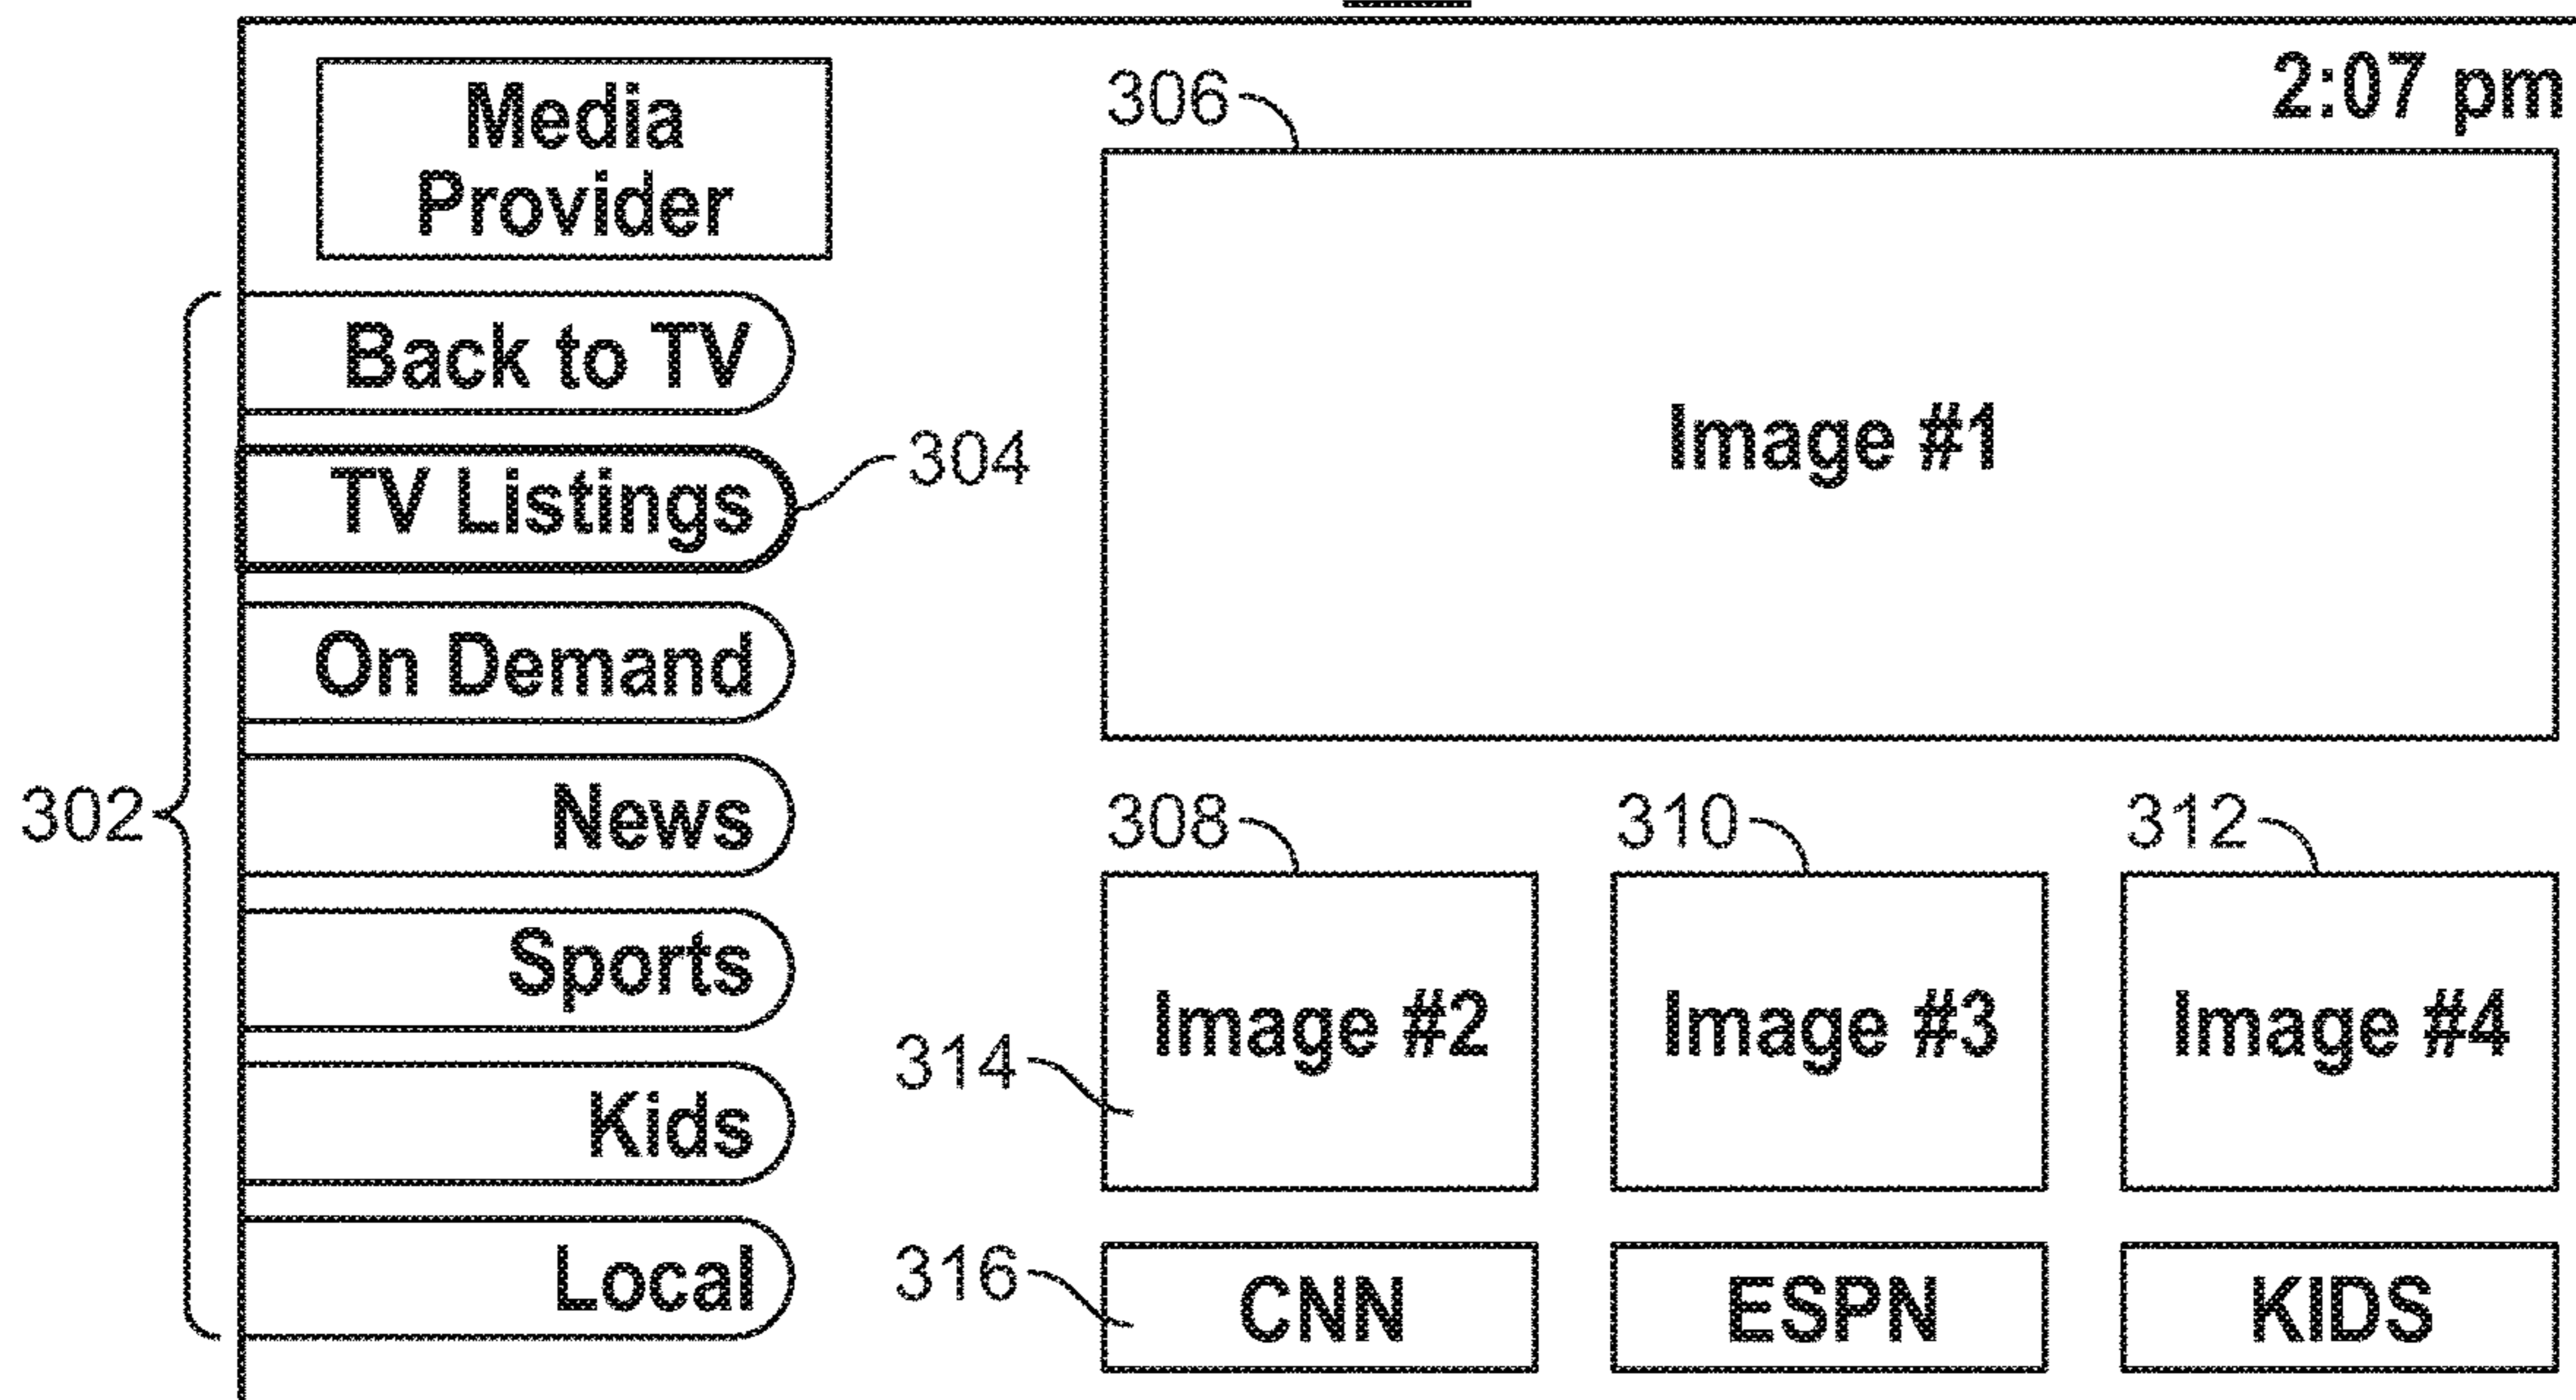 2:07 pm
Media
Provider
306
Back to TV
Image #1
TV Listings
304
On Demand
News
302
308
310
312
Sports
Image #2
Image #3
Image #4
314
Kids
Local
316
CNN
ESPN
KIDS